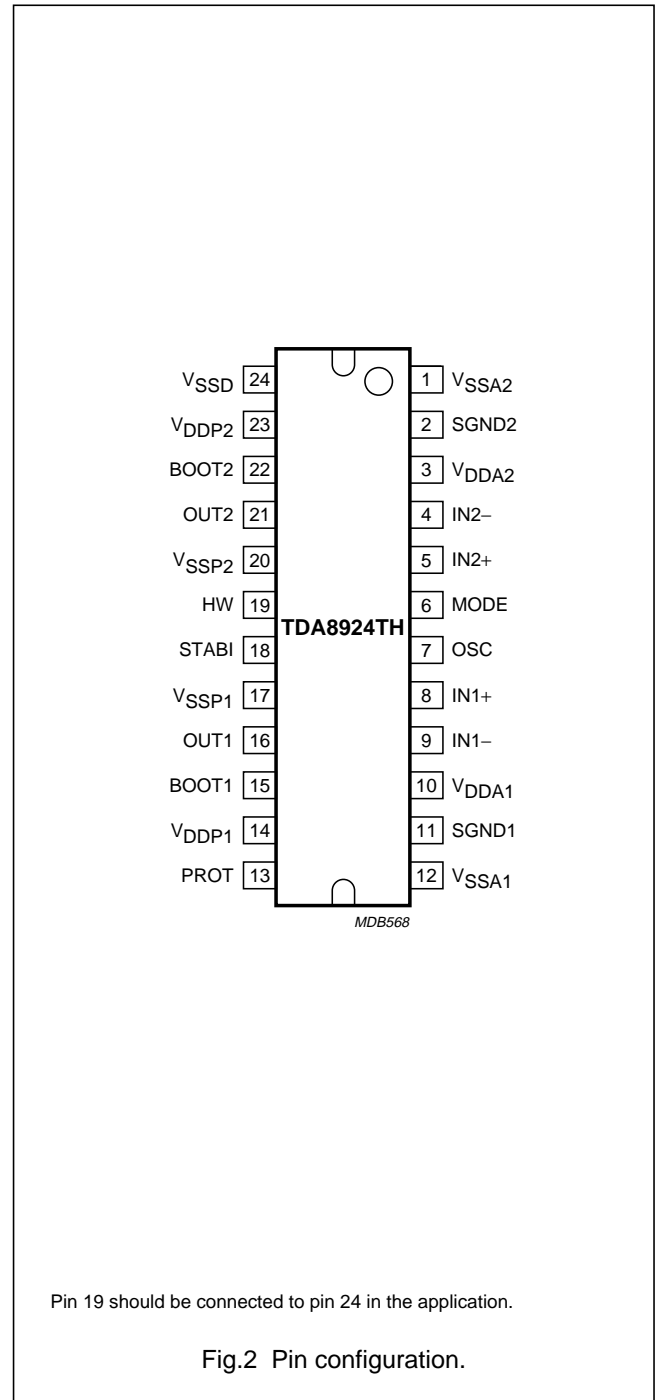 VSSD 24 1 VSSA2
VDDP2 23 2 SGND2
BOOT2 22 3 VDDA2
OUT2 21 4 IN2−
VSSP2 20 5 IN2+
HW 19 6 MODE
TDA8924TH
STABI 18 7 OSC
VSSP1 17 8 IN1+
OUT1 16 9 IN1−
BOOT1 15 10 VDDA1
VDDP1 14 11 SGND1
PROT 13 12 VSSA1
MDB568
Pin 19 should be connected to pin 24 in the application.
Fig.2 Pin configuration.